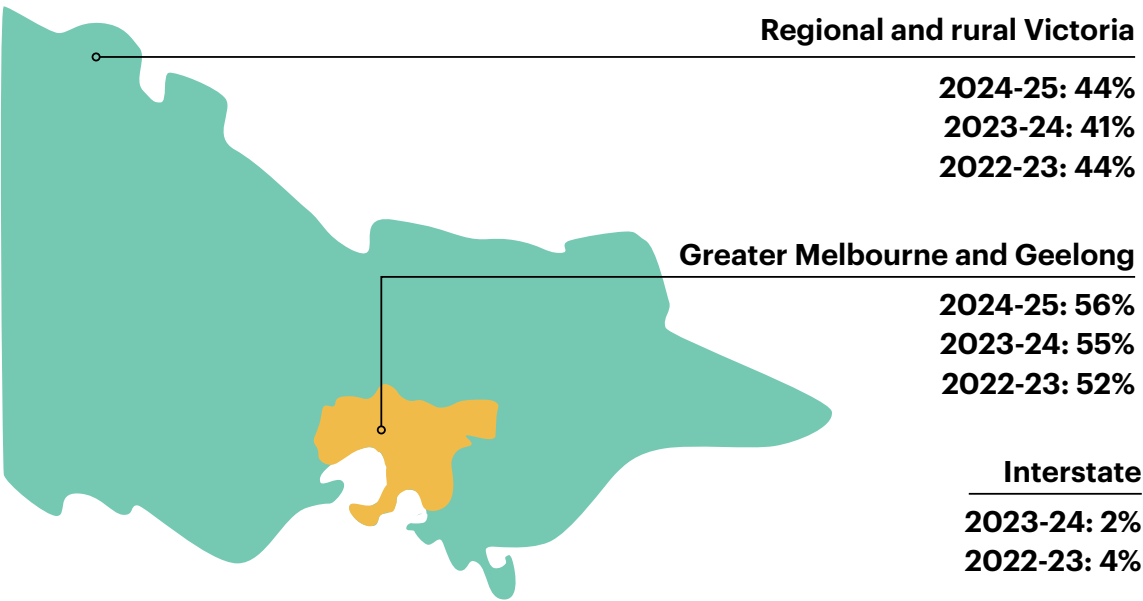 Regional and rural Victoria
2024-25: 44%
2023-24: 41%
2022-23: 44%
Greater Melbourne and Geelong
2024-25: 56%
2023-24: 55%
2022-23: 52%
Interstate
2023-24: 2%
2022-23: 4%